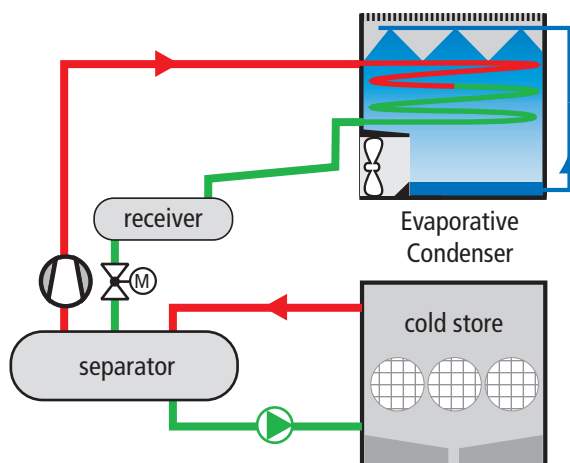 receiver
Evaporative
Condenser
M
cold store
separator